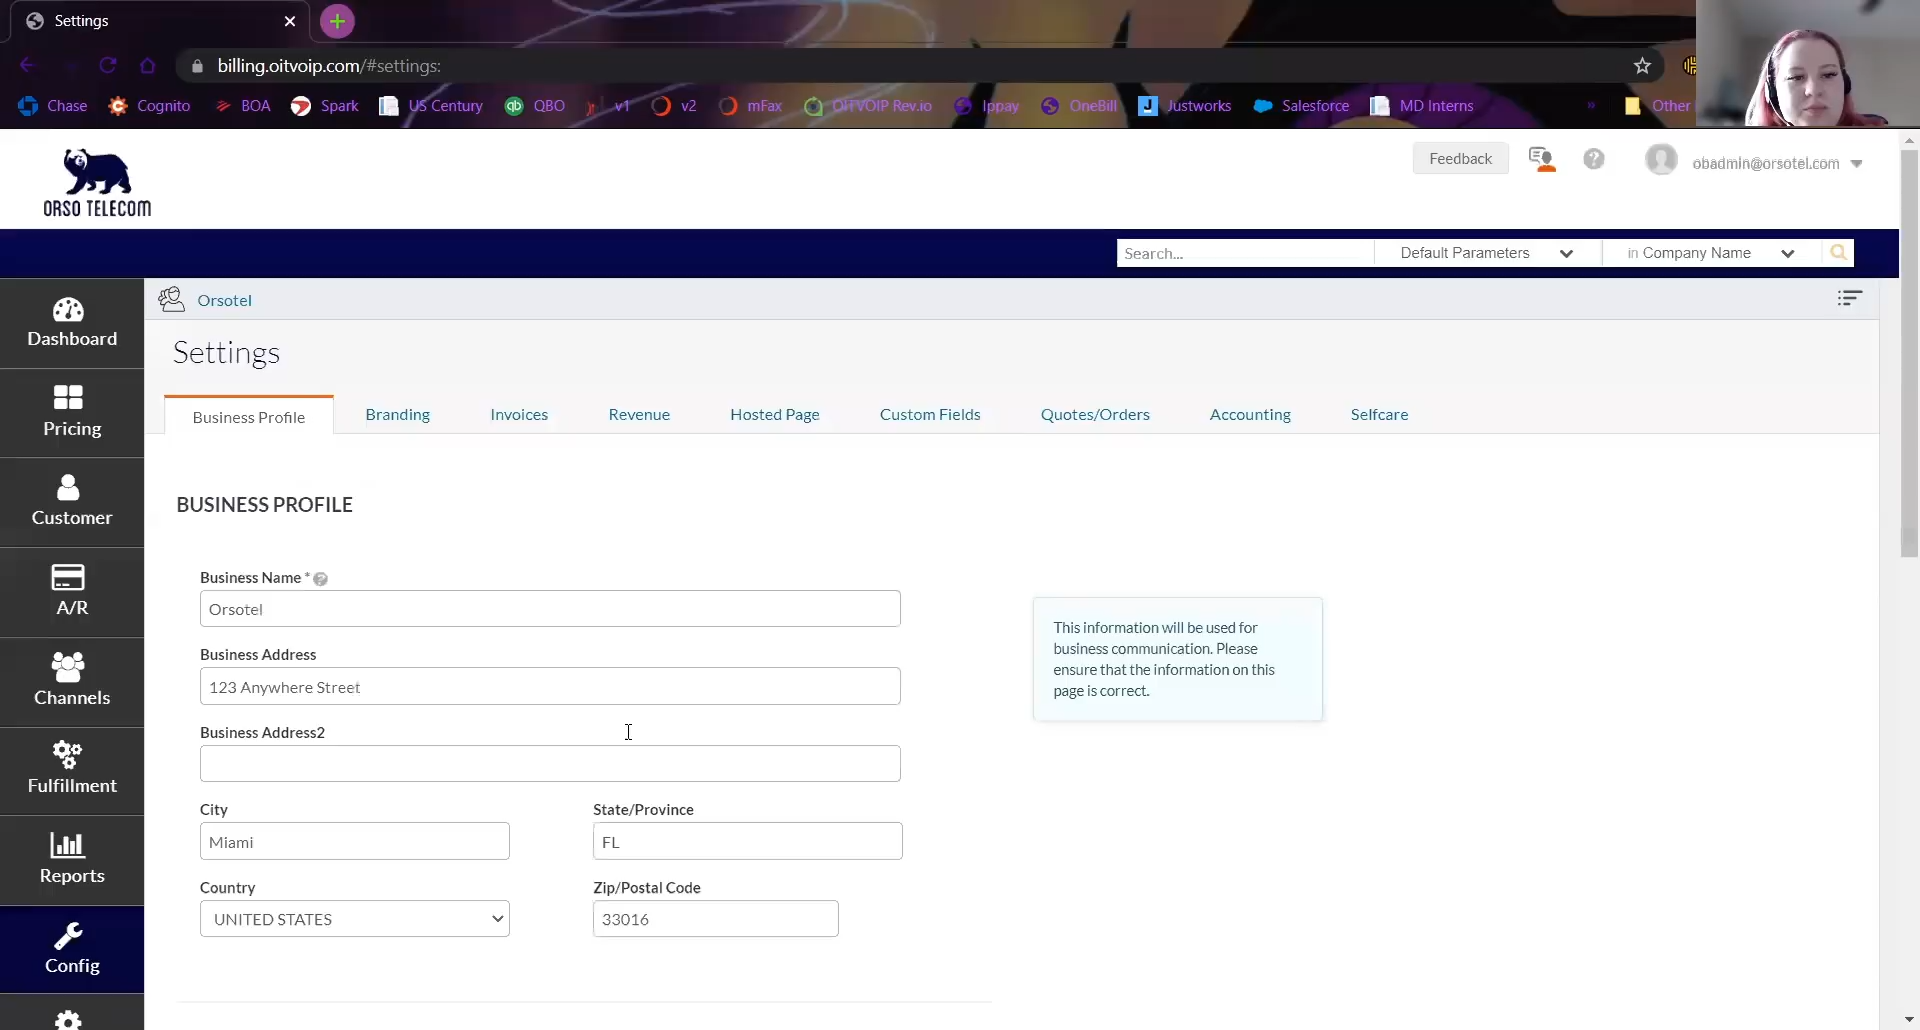 Settings
billing.oitvoip.com/#settings:
Chase Cognito BOA Spark US Century QBO v1 v2 mFax OITVOIP Rev.io Ippay OneBill Justworks Salesforce MD Interns » Other
ORSO TELECOM
Feedback
obadmin@orsotel.com
Search... Default Parameters in Company Name
Dashboard
Pricing
Customer
A/R
Channels
Fulfillment
Reports
Config
Orsotel
Settings
Business Profile Branding Invoices Revenue Hosted Page Custom Fields Quotes/Orders Accounting Selfcare
BUSINESS PROFILE
Business Name *
Orsotel
Business Address
123 Anywhere Street
Business Address2
City State/Province
Miami FL
Country Zip/Postal Code
UNITED STATES 33016
This information will be used for
business communication. Please
ensure that the information on this
page is correct.